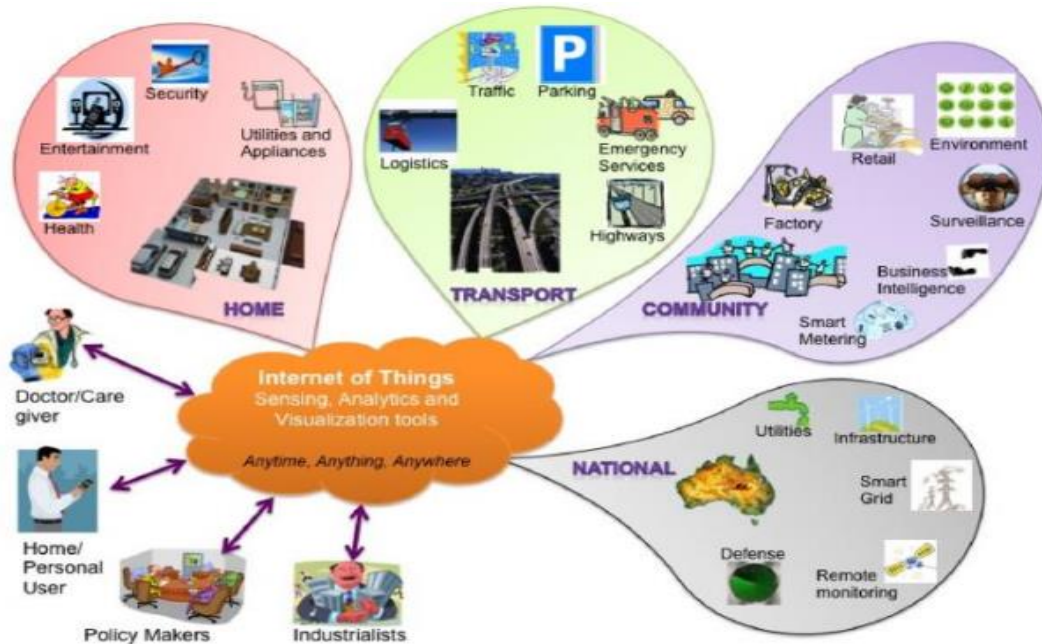 Security
Entertainment
Utilities and
Appliances
Health
HOME
Traffic
P
Parking
Logistics
Emergency
Services
Highways
TRANSPORT
Retail
Environment
Factory
Surveillance
Business
Intelligence
COMMUNITY
Smart
Metering
Internet of Things
Sensing, Analytics and
Visualization tools
Anytime, Anything, Anywhere
Doctor/Care
giver
Home/
Personal
User
Policy Makers
Industrialists
NATIONAL
Utilities
Infrastructure
Smart
Grid
Defense
Remote
monitoring